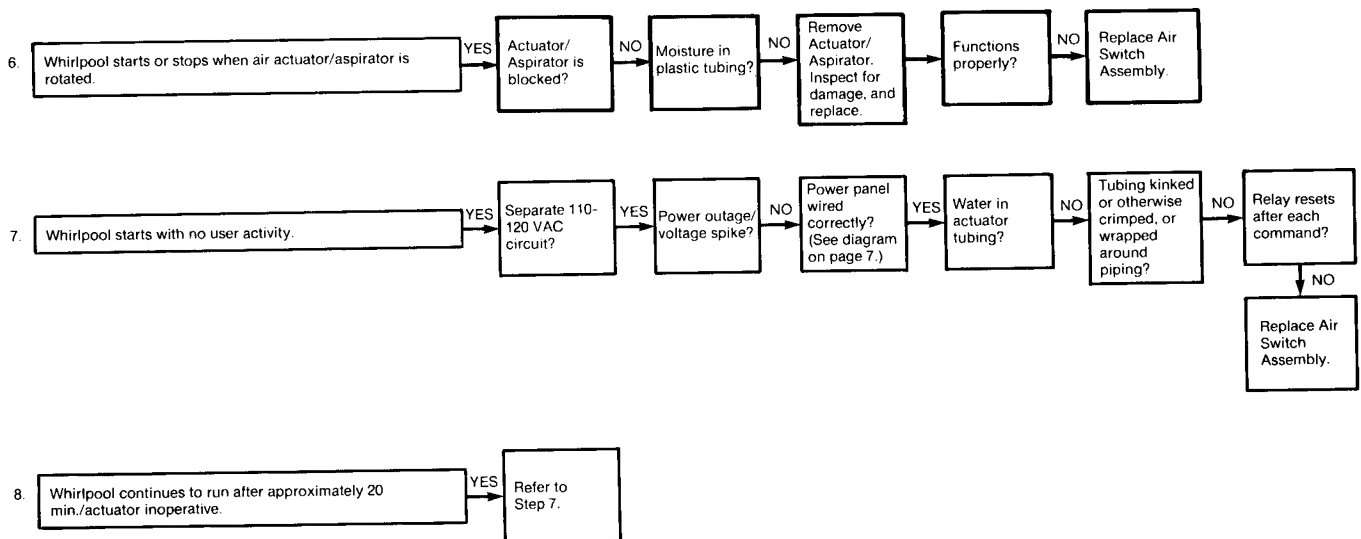 6.
Whirlpool starts or stops when air actuator/aspirator is
rotated.
YES
Actuator/
Aspirator is
blocked?
NO
Moisture in
plastic tubing?
NO
Remove
Actuator/
Aspirator.
Inspect for
damage, and
replace.
Functions
properly?
NO
Replace Air
Switch
Assembly.
7.
Whirlpool starts with no user activity.
YES
Separate 110-
120 VAC
circuit?
YES
Power outage/
voltage spike?
NO
Power panel
wired
correctly?
(See diagram
on page 7.)
YES
Water in
actuator
tubing?
NO
Tubing kinked
or otherwise
crimped, or
wrapped
around
piping?
NO
Relay resets
after each
command?
NO
Replace Air
Switch
Assembly.
8.
Whirlpool continues to run after approximately 20
min./actuator inoperative.
YES
Refer to
Step 7.